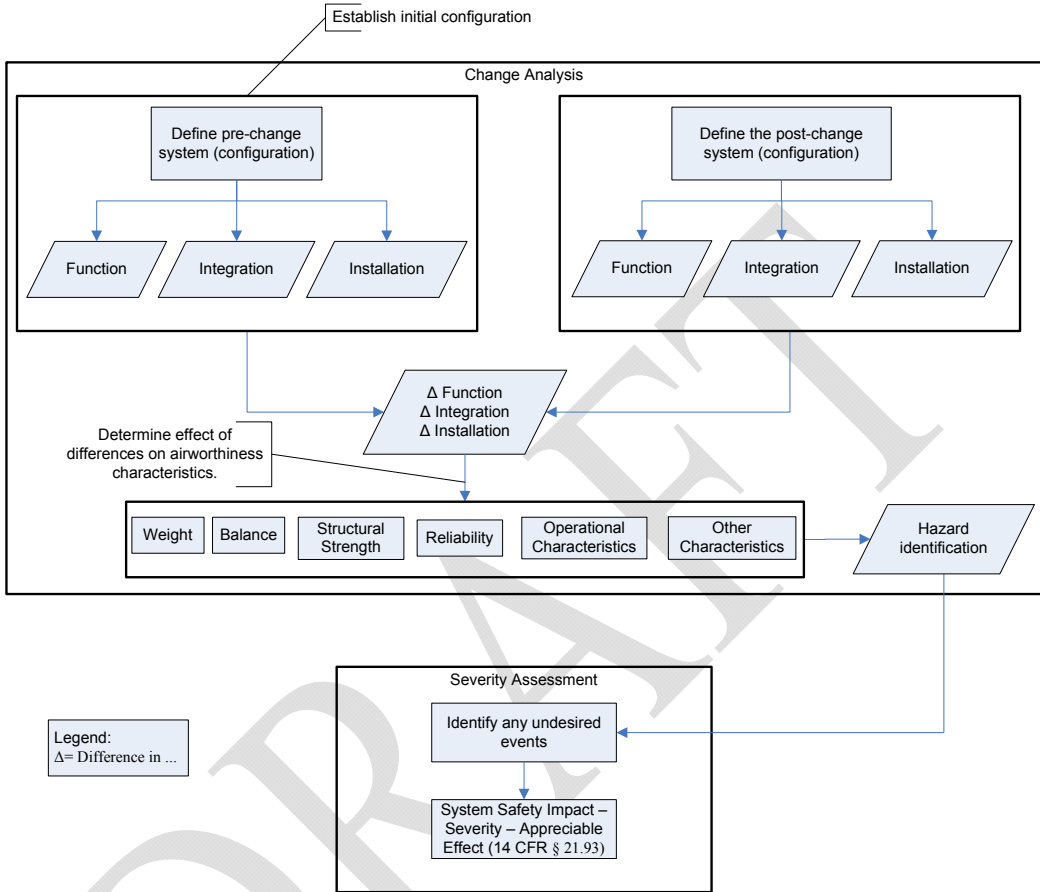 Establish initial configuration
Change Analysis
Define pre-change
system (configuration)
Function
Integration
Installation
Define the post-change
system (configuration)
Function
Integration
Installation
Δ Function
Δ Integration
Δ Installation
Determine effect of
differences on airworthiness
characteristics.
Weight
Balance
Structural
Strength
Reliability
Operational
Characteristics
Other
Characteristics
Hazard
identification
Severity Assessment
Identify any undesired
events
System Safety Impact –
Severity – Appreciable
Effect (14 CFR § 21.93)
Legend:
Δ= Difference in ...
DRAFT